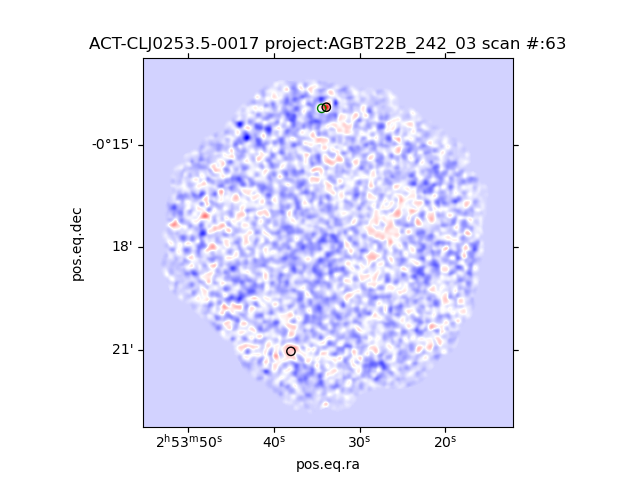 ACT-CLJ0253.5-0017 project:AGBT22B_242_03 scan #:63
-0°15'
18'
21'
pos.eq.dec
2ʰ53ᵐ50ˢ 40ˢ 30ˢ 20ˢ
pos.eq.ra